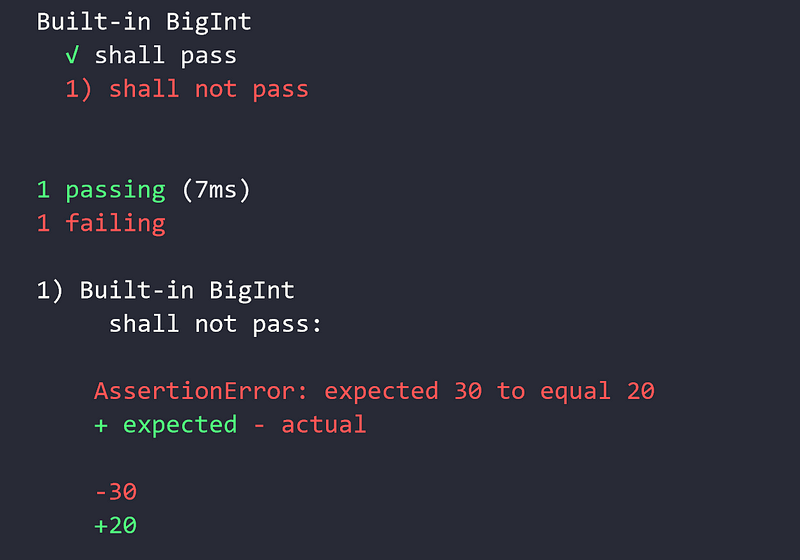 Built-in BigInt
√ shall pass
1) shall not pass
1 passing (7ms)
1 failing
1) Built-in BigInt
shall not pass:
AssertionError: expected 30 to equal 20
+ expected - actual
-30
+20